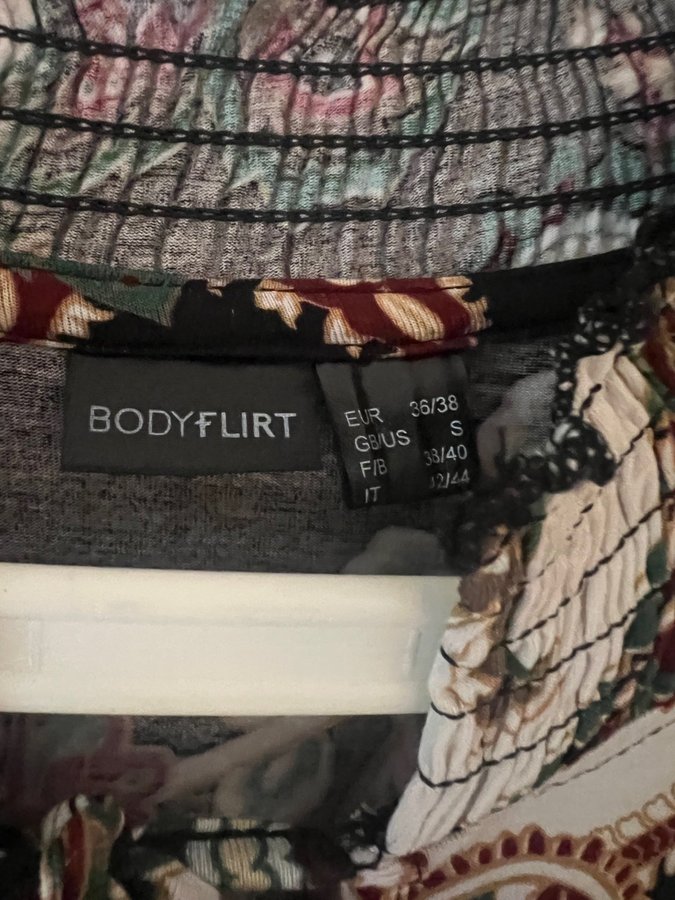 BODYFLIRT
EUR 36/38
GB/US S
F/B 38/40
IT 42/44